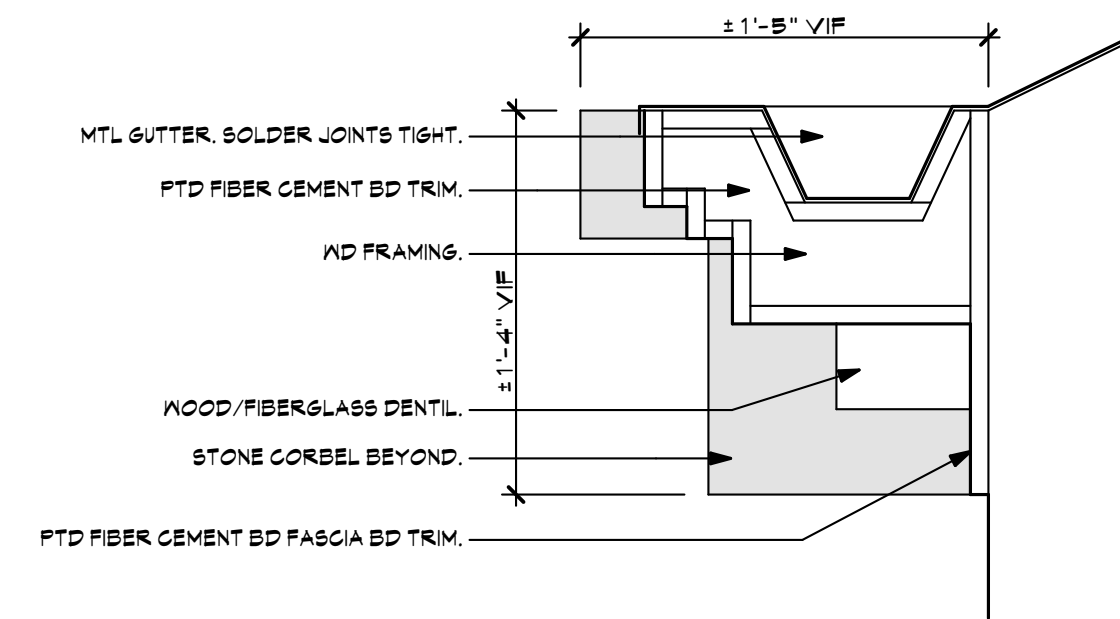 ±1'-5" VIF
MTL GUTTER. SOLDER JOINTS TIGHT.
PTD FIBER CEMENT BD TRIM.
WD FRAMING.
±1'-4" VIF
WOOD/FIBERGLASS DENTIL.
STONE CORBEL BEYOND.
PTD FIBER CEMENT BD FASCIA BD TRIM.